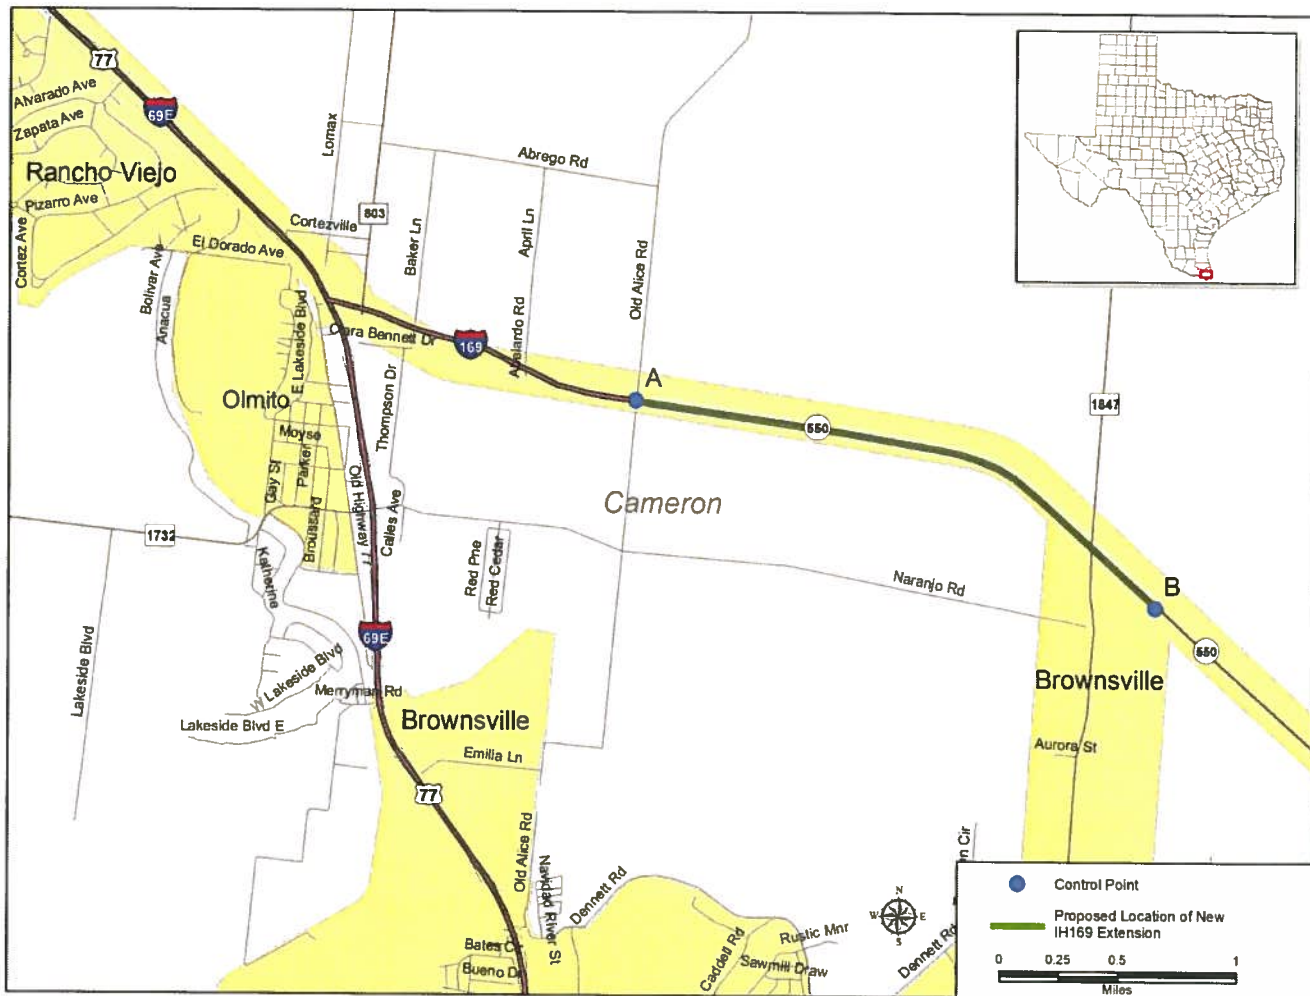 77
Alvarado Ave
69E
Zapata Ave
Rancho Viejo
Pizarro Ave
Cortez Ave
El Dorado Ave
Bolivar Ave
Anacua
Lomax
Cortezville
803
Baker Ln
Abrego Rd
April Ln
Old Alice Rd
E Lakeside Blvd
Clara Bennett Dr
169
Abelardo Rd
A
550
1847
Olmito
Thompson Dr
Moyse
Parker
Gay St
Broussard
Old Highway 77
Calles Ave
Cameron
1732
Katherine
Red Pne
Red Cedar
Naranjo Rd
B
550
69E
Lakeside Blvd
W Lakeside Blvd
Merryman Rd
Lakeside Blvd E
Brownsville
Brownsville
Emilia Ln
Aurora St
77
Old Alice Rd
Navidad River St
Dennett Rd
Bates Ct
Bueno Dr
Caddell Rd
Rustic Mnr
Sawmill Draw
Dennett Rd
en Cir
N
W
E
S
Control Point
Proposed Location of New
IH169 Extension
0 0.25 0.5 1
Miles